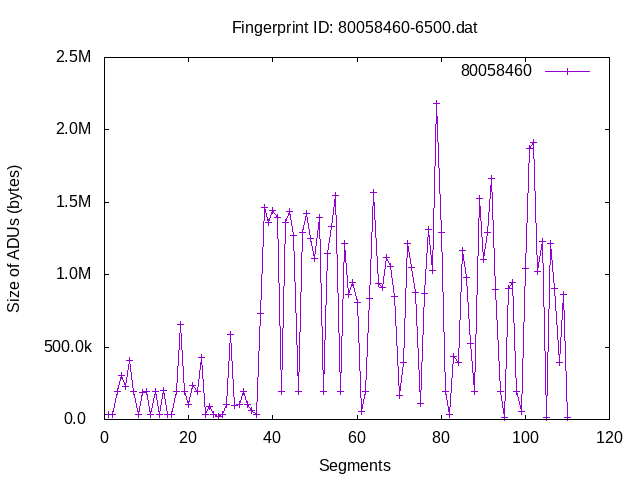 Fingerprint ID: 80058460-6500.dat
80058460
2.5M
2.0M
1.5M
1.0M
500.0k
0.0
Size of ADUs (bytes)
0 20 40 60 80 100 120
Segments